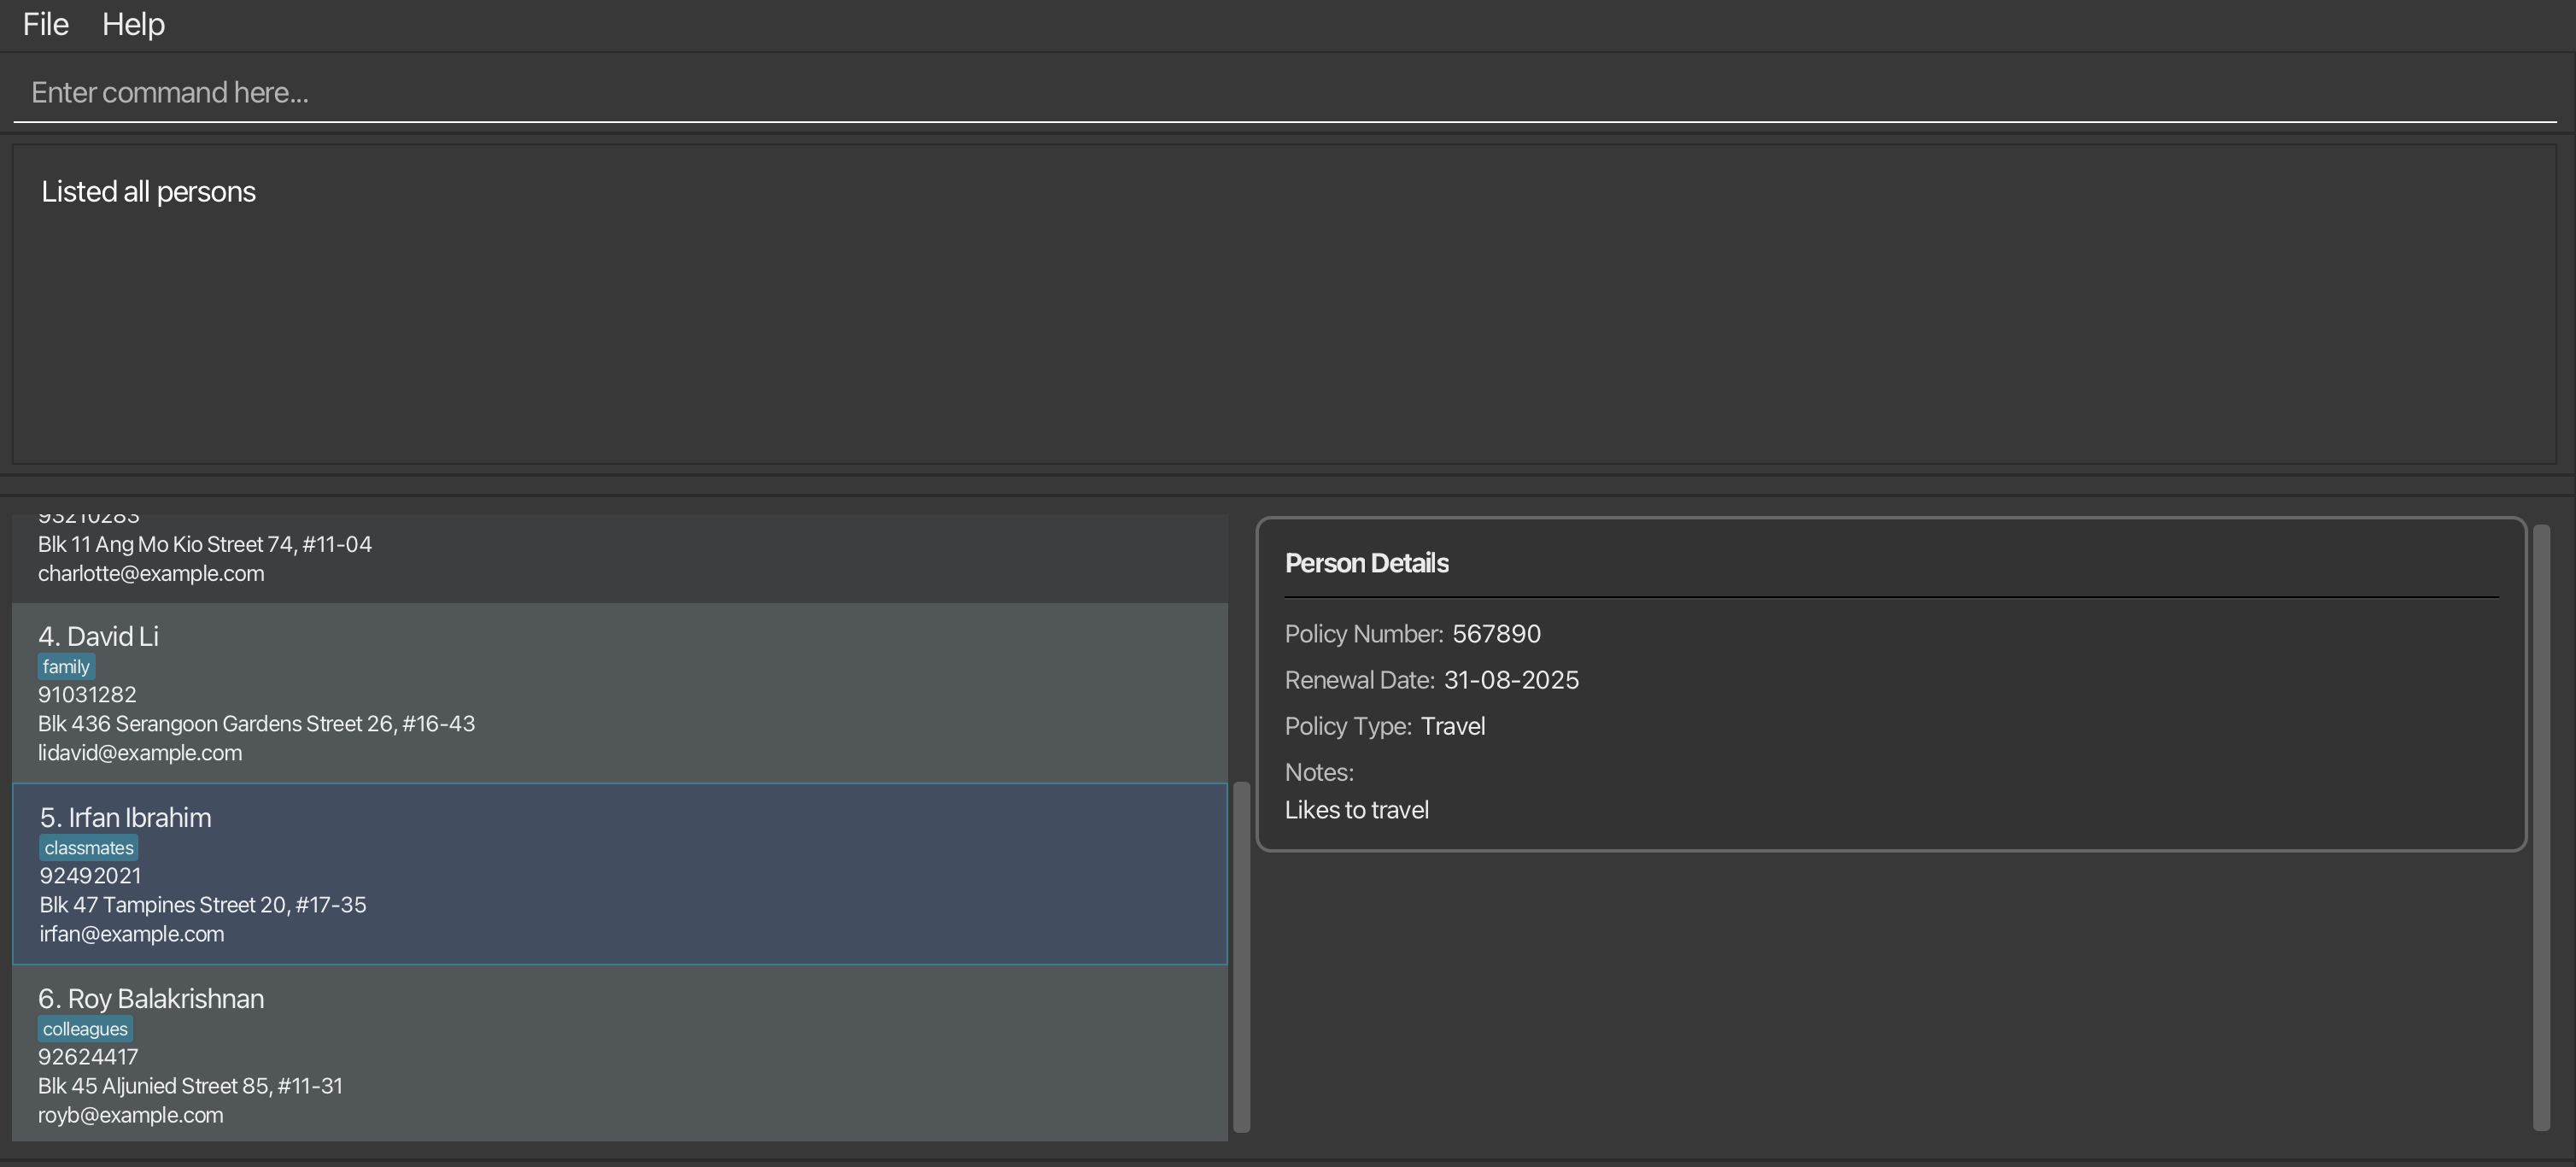 File Help
Enter command here...
Listed all persons
93210283
Blk 11 Ang Mo Kio Street 74, #11-04
charlotte@example.com
4. David Li
family
91031282
Blk 436 Serangoon Gardens Street 26, #16-43
lidavid@example.com
5. Irfan Ibrahim
classmates
92492021
Blk 47 Tampines Street 20, #17-35
irfan@example.com
6. Roy Balakrishnan
colleagues
92624417
Blk 45 Aljunied Street 85, #11-31
royb@example.com
Person Details
Policy Number: 567890
Renewal Date: 31-08-2025
Policy Type: Travel
Notes:
Likes to travel